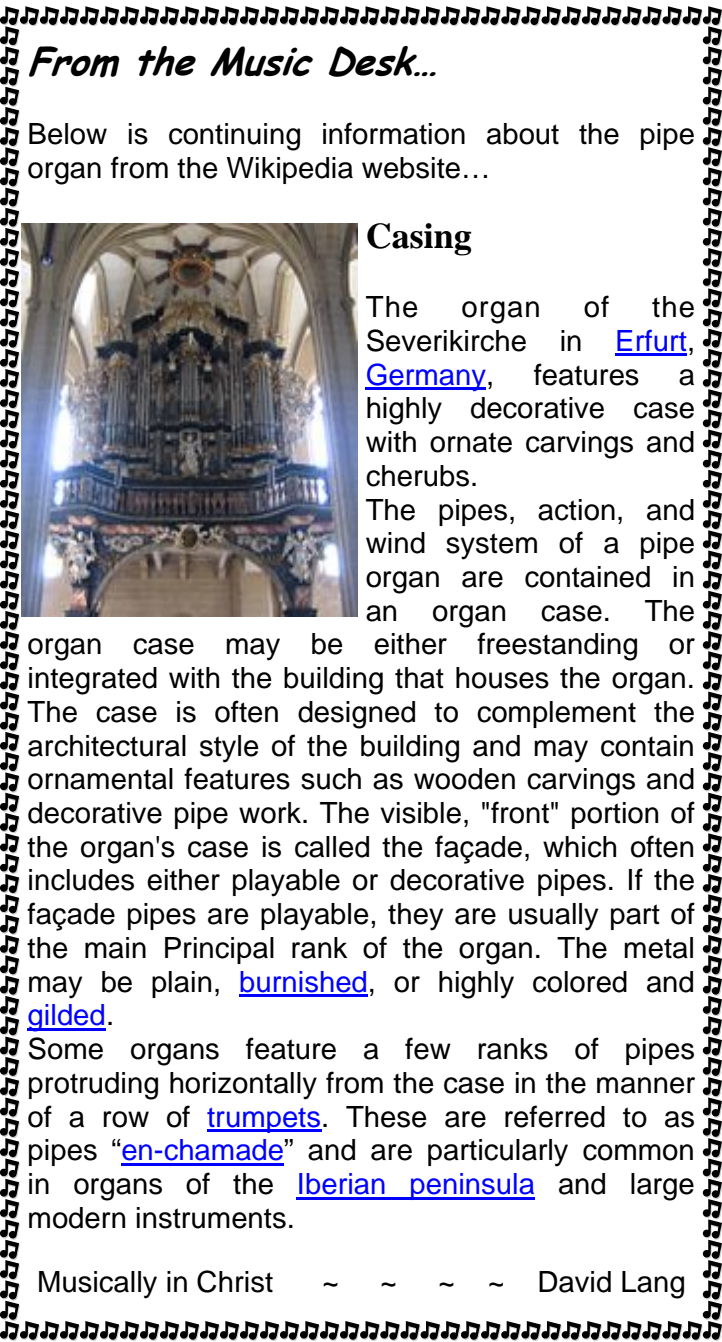 From the Music Desk…
Below is continuing information about the pipe
organ from the Wikipedia website…
Casing
The organ of the
Severikirche in Erfurt,
Germany, features a
highly decorative case
with ornate carvings and
cherubs.
The pipes, action, and
wind system of a pipe
organ are contained in
an organ case. The
organ case may be either freestanding or
integrated with the building that houses the organ.
The case is often designed to complement the
architectural style of the building and may contain
ornamental features such as wooden carvings and
decorative pipe work. The visible, "front" portion of
the organ's case is called the façade, which often
includes either playable or decorative pipes. If the
façade pipes are playable, they are usually part of
the main Principal rank of the organ. The metal
may be plain, burnished, or highly colored and
gilded.
Some organs feature a few ranks of pipes
protruding horizontally from the case in the manner
of a row of trumpets. These are referred to as
pipes “en-chamade” and are particularly common
in organs of the Iberian peninsula and large
modern instruments.
Musically in Christ ~ ~ ~ ~ David Lang